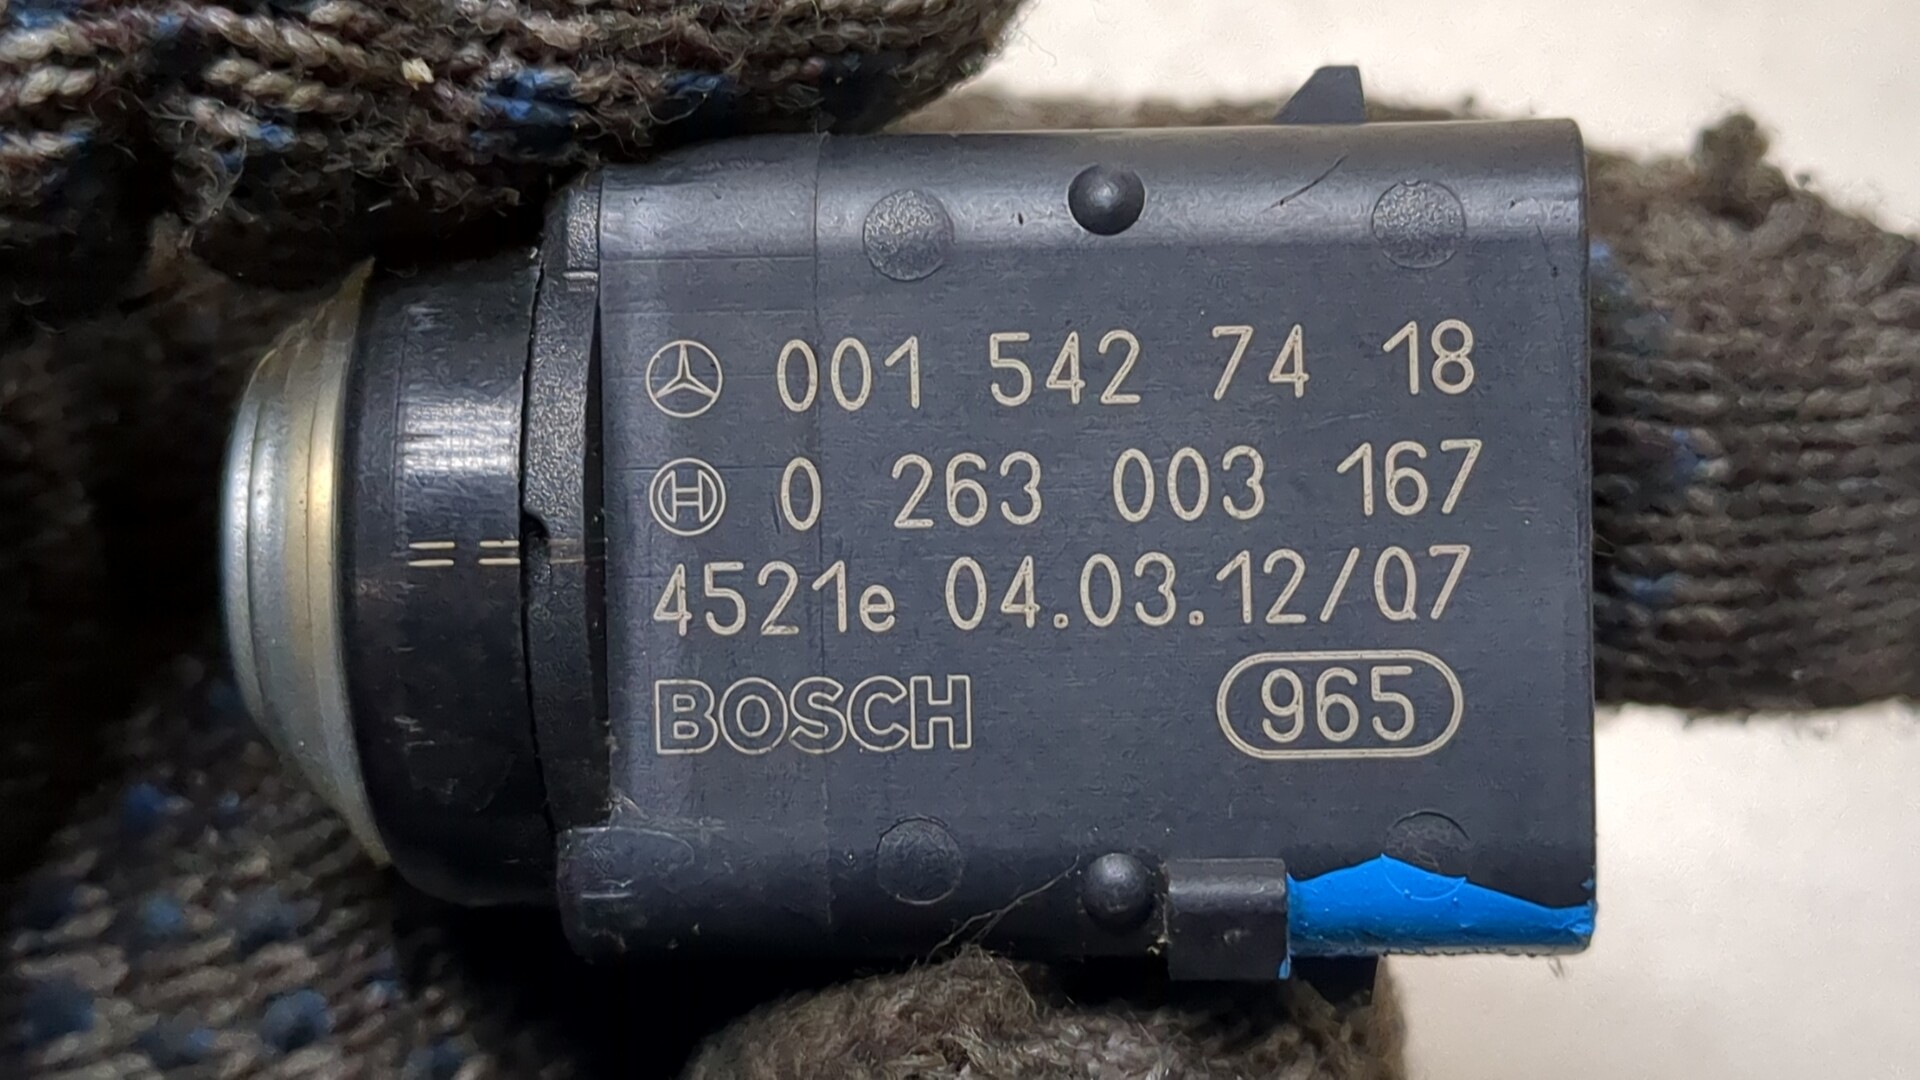 001 542 74 18
0 263 003 167
4521e 04.03.12/07
BOSCH 965